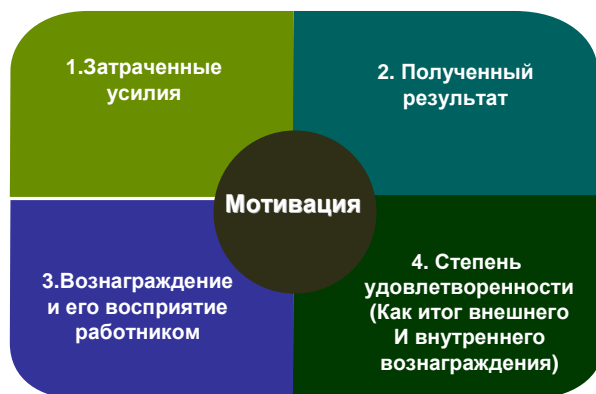 1.Затраченные
усилия
2. Полученный
результат
Мотивация
3.Вознаграждение
и его восприятие
работником
4. Степень
удовлетворенности
(Как итог внешнего
И внутреннего
вознаграждения)